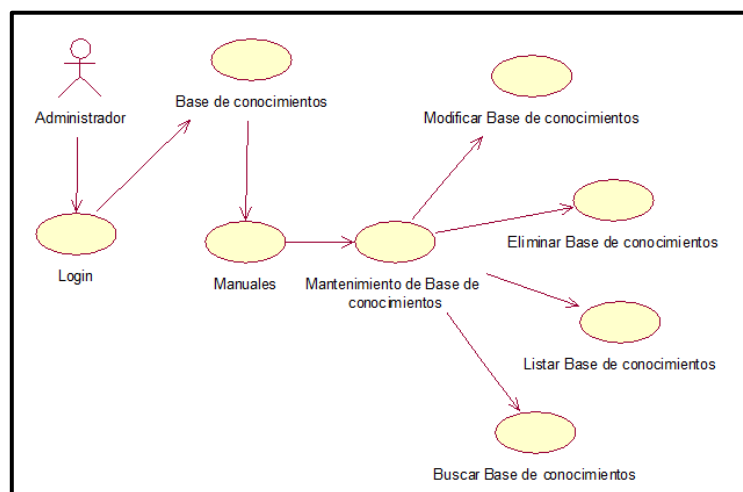 Administrador
Base de conocimientos
Modificar Base de conocimientos
Login
Manuales
Mantenimiento de Base de
conocimientos
Eliminar Base de conocimientos
Listar Base de conocimientos
Buscar Base de conocimientos